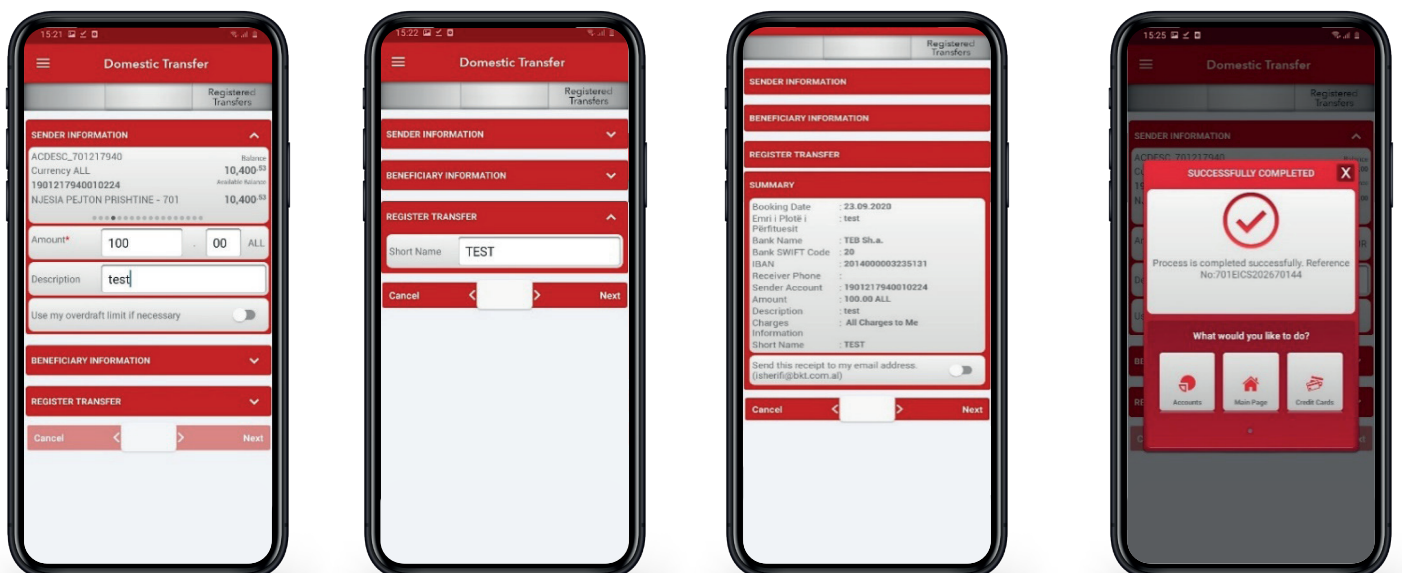 15:21
Domestic Transfer
Registered
Transfers
SENDER INFORMATION
ACDESC_701217940
Balance
Currency ALL
10,400.53
1901217940010224
Available Balance
NJESIA PEJTON PRISHTINE - 701
10,400.53
Amount*
100
.
00
ALL
Description
test
Use my overdraft limit if necessary
BENEFICIARY INFORMATION
REGISTER TRANSFER
Cancel
<
>
Next
15:22
Domestic Transfer
Registered
Transfers
SENDER INFORMATION
BENEFICIARY INFORMATION
REGISTER TRANSFER
Short Name
TEST
Cancel
<
>
Next
Registered
Transfers
SENDER INFORMATION
BENEFICIARY INFORMATION
REGISTER TRANSFER
SUMMARY
Booking Date : 23.09.2020
Emri i Plotë i : test
Përfituesit
Bank Name : TEB Sh.a.
Bank SWIFT Code : 20
IBAN : 2014000003235131
Receiver Phone :
Sender Account : 1901217940010224
Amount : 100.00 ALL
Description : test
Charges : All Charges to Me
Information
Short Name : TEST
Send this receipt to my email address.
(isherifi@bkt.com.al)
Cancel
<
>
Next
15:25
Domestic Transfer
Registered
Transfers
SENDER INFORMATION
ACDESC_701217940
SUCCESSFULLY COMPLETED
X
Process is completed successfully. Reference
No:701EICS202670144
What would you like to do?
Accounts
Main Page
Credit Cards